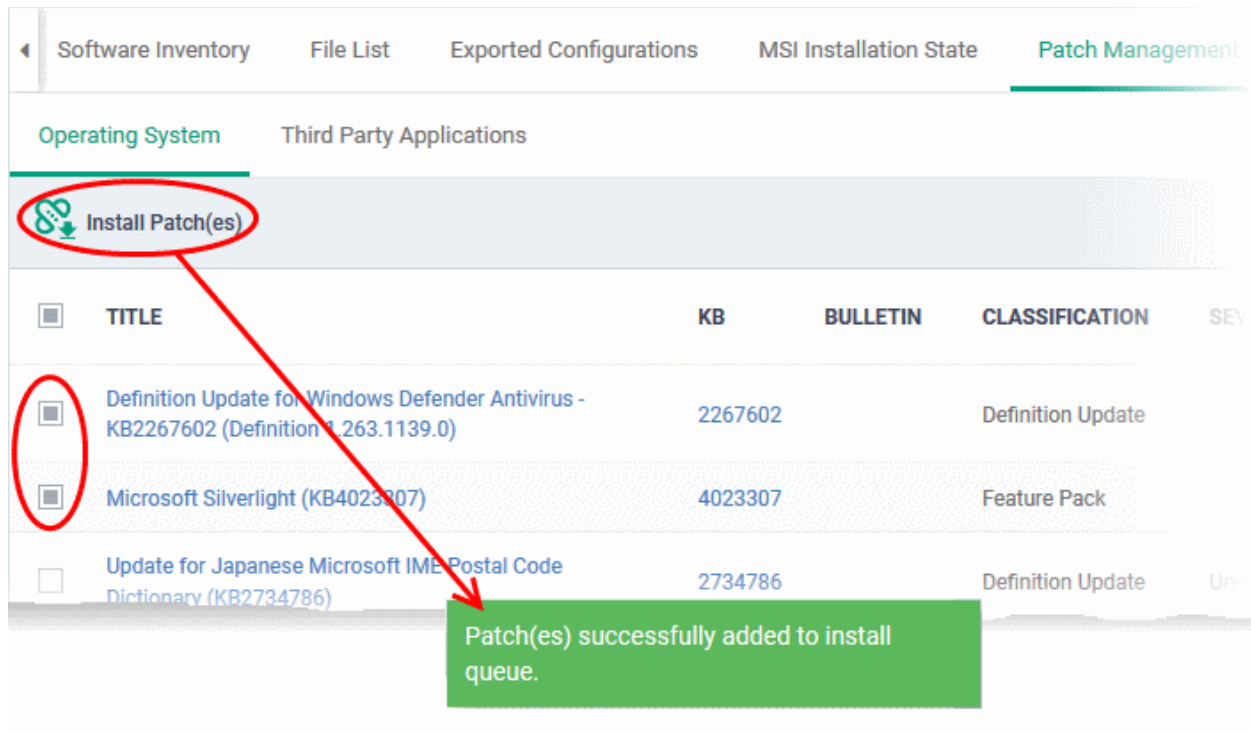 Software Inventory File List Exported Configurations MSI Installation State Patch Management
Operating System Third Party Applications
Install Patch(es)
TITLE KB BULLETIN CLASSIFICATION
Definition Update for Windows Defender Antivirus - 2267602 Definition Update
KB2267602 (Definition 1.263.1139.0)
Microsoft Silverlight (KB4023307) 4023307 Feature Pack
Update for Japanese Microsoft IME Postal Code 2734786 Definition Update
Dictionary (KB2734786)
Patch(es) successfully added to install
queue.